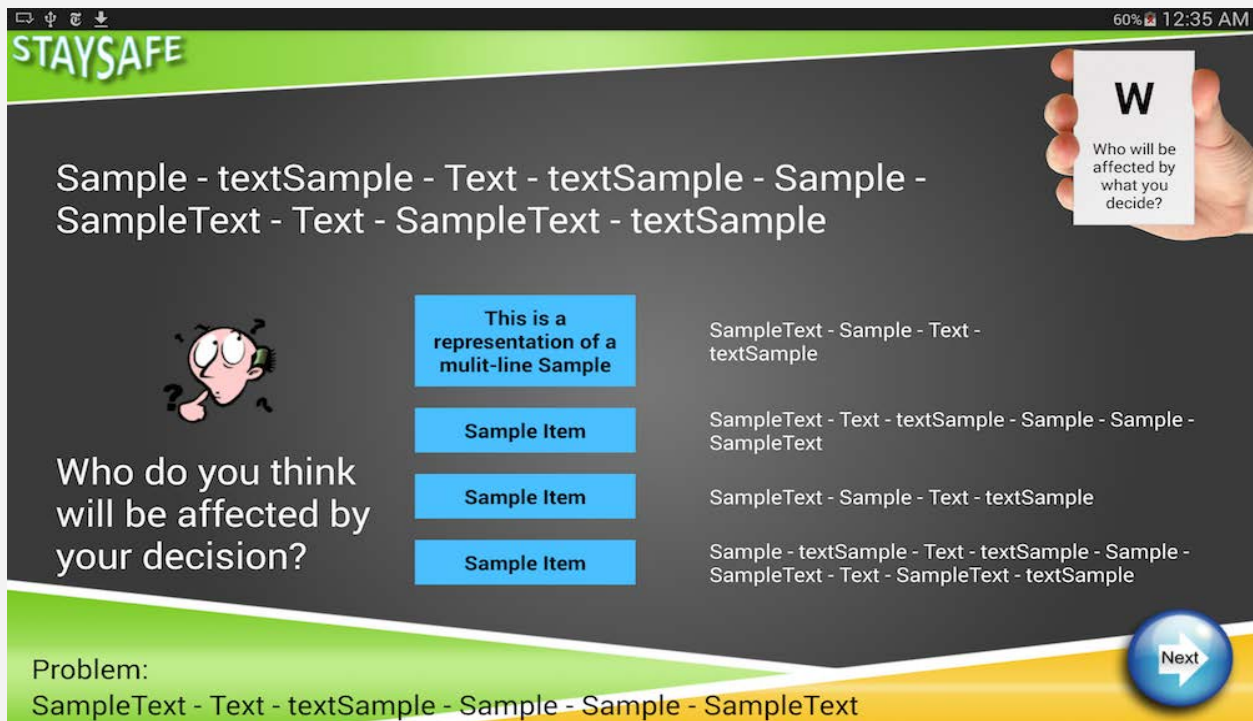 60% 12:35 AM
STAYSAFE
W
Who will be
affected by
what you
decide?
Sample - textSample - Text - textSample - Sample -
SampleText - Text - SampleText - textSample
Who do you think
will be affected by
your decision?
This is a
representation of a
mulit-line Sample
SampleText - Sample - Text -
textSample
Sample Item
SampleText - Text - textSample - Sample - Sample -
SampleText
Sample Item
SampleText - Sample - Text - textSample
Sample Item
Sample - textSample - Text - textSample - Sample -
SampleText - Text - SampleText - textSample
Next
Problem:
SampleText - Text - textSample - Sample - Sample - SampleText